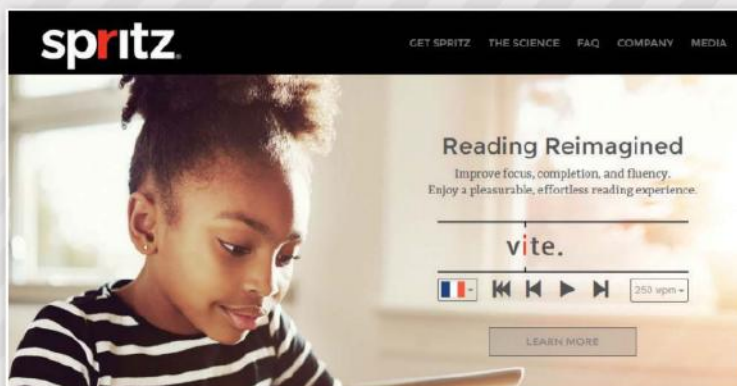 spritz
GET SPRITZ THE SCIENCE FAQ COMPANY MEDIA
Reading Reimagined
Improve focus, completion, and fluency.
Enjoy a pleasurable, effortless reading experience.
vite.
250 wpm
LEARN MORE